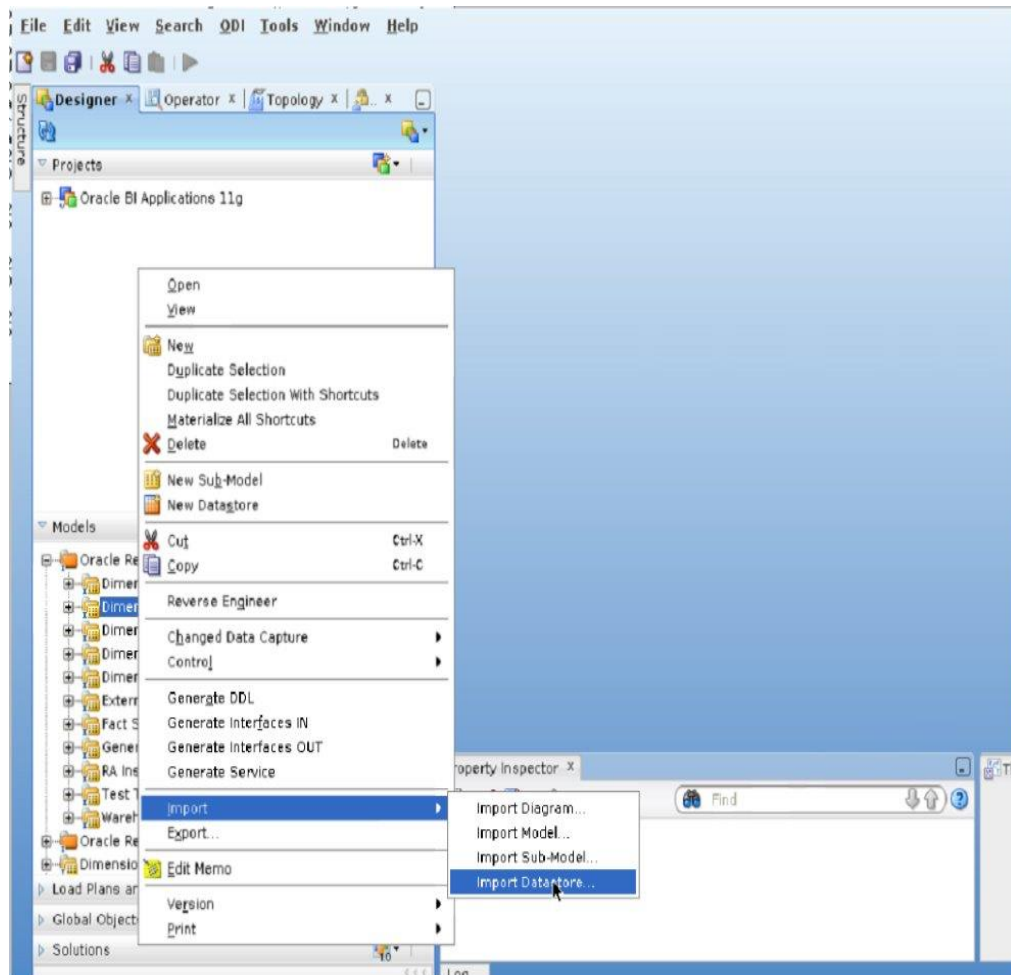 File Edit View Search ODI Tools Window Help
Structure
Designer x Operator x Topology x .. x
Projects
Oracle BI Applications 11g
Open
View
New
Duplicate Selection
Duplicate Selection With Shortcuts
Materialize All Shortcuts
Delete Delete
New Sub-Model
New Datastore
Models
Cut Ctrl-X
Oracle Re
Copy Ctrl-C
Dimer
Dimer
Reverse Engineer
Dimer
Changed Data Capture
Dimer
Control
Dimer
Extern
Generate DDL
Fact S
Generate Interfaces IN
Gener
Generate Interfaces OUT
RA Ins
Generate Service
roperty Inspector x
Test T
Import
Find
Import Diagram...
Wareh
Export...
Import Model...
Oracle Re
Import Sub-Model...
Dimensio
Edit Memo
Import Datastore...
Load Plans ar
Version
Global Object
Print
Solutions
Log